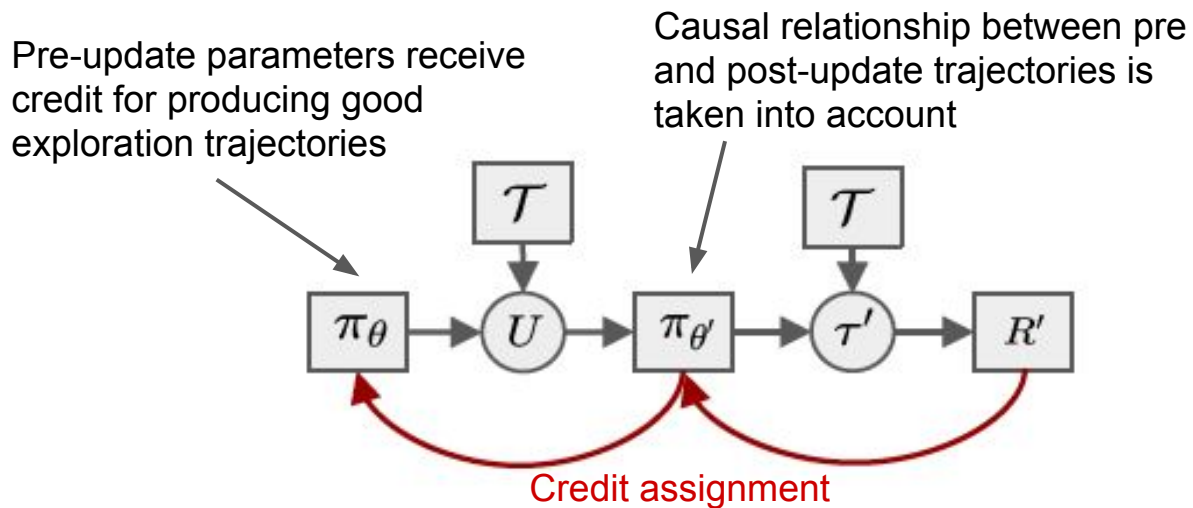 Pre-update parameters receive
credit for producing good
exploration trajectories
Causal relationship between pre
and post-update trajectories is
taken into account
𝒯
𝒯
π_θ
U
π_θ′
τ′
R′
Credit assignment